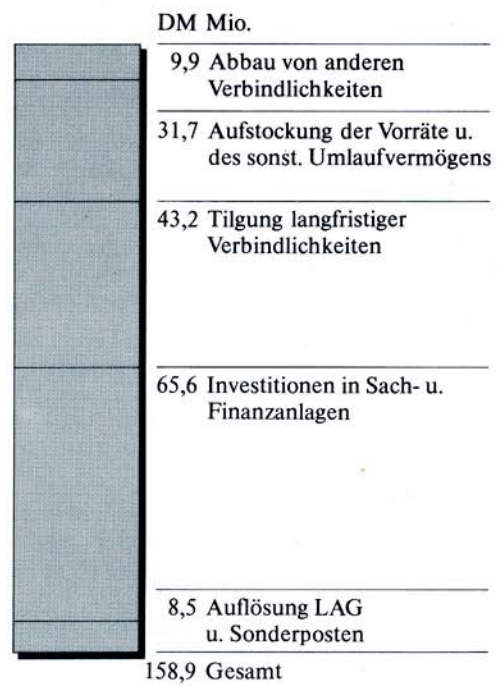 DM Mio.
9,9 Abbau von anderen
Verbindlichkeiten
31,7 Aufstockung der Vorräte u.
des sonst. Umlaufvermögens
43,2 Tilgung langfristiger
Verbindlichkeiten
65,6 Investitionen in Sach- u.
Finanzanlagen
8,5 Auflösung LAG
u. Sonderposten
158,9 Gesamt